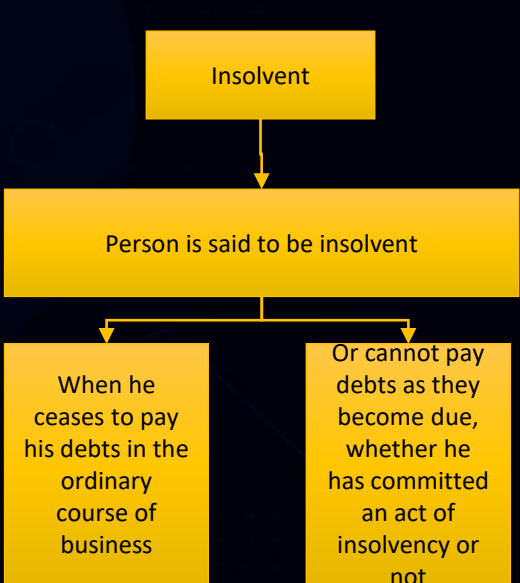 Insolvent
Person is said to be insolvent
When he
ceases to pay
his debts in the
ordinary
course of
business
Or cannot pay
debts as they
become due,
whether he
has committed
an act of
insolvency or
not